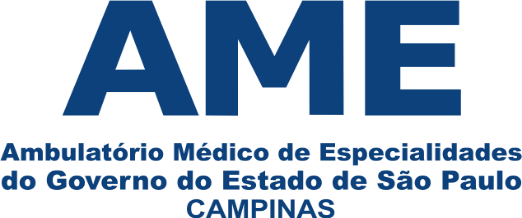 AME
Ambulatório Médico de Especialidades
do Governo do Estado de São Paulo
CAMPINAS